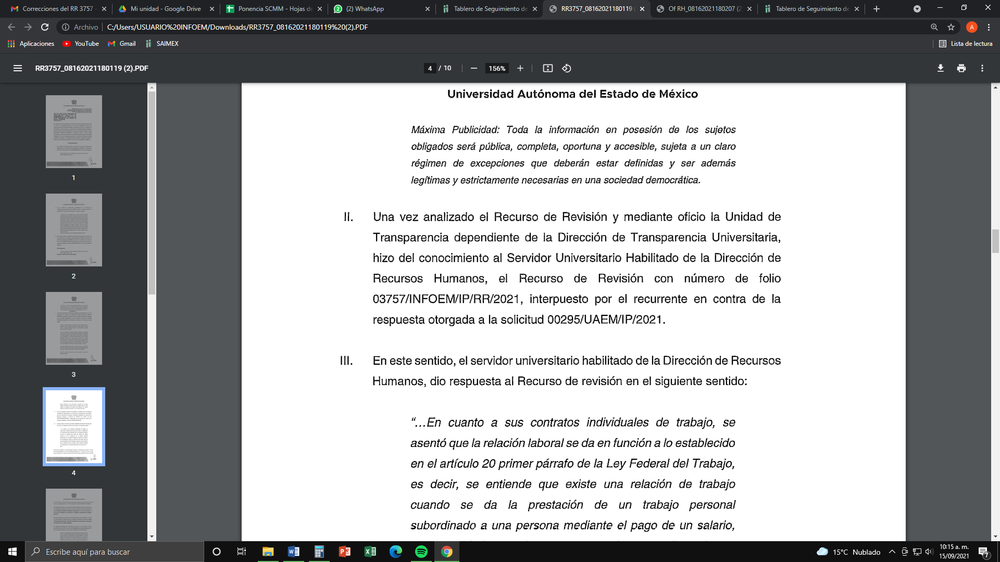 Correcciones del RR 3757 -
Mi unidad - Google Drive
Ponencia SCMM - Hojas de
(2) WhatsApp
Tablero de Seguimiento de
RR3757_08162021180119
Of RH_08162021180207 (2
Tablero de Seguimiento de
Archivo
C:/Users/USUARIO%20INFOEM/Downloads/RR3757_08162021180119%20(2).PDF
A
Aplicaciones
YouTube
Gmail
SAIMEX
Lista de lectura
RR3757_08162021180119 (2).PDF
4 / 10
156%
1
2
3
4
Universidad Autónoma del Estado de México
Máxima Publicidad: Toda la información en posesión de los sujetos
obligados será pública, completa, oportuna y accesible, sujeta a un claro
régimen de excepciones que deberán estar definidas y ser además
legítimas y estrictamente necesarias en una sociedad democrática.
II. Una vez analizado el Recurso de Revisión y mediante oficio la Unidad de
Transparencia dependiente de la Dirección de Transparencia Universitaria,
hizo del conocimiento al Servidor Universitario Habilitado de la Dirección de
Recursos Humanos, el Recurso de Revisión con número de folio
03757/INFOEM/IP/RR/2021, interpuesto por el recurrente en contra de la
respuesta otorgada a la solicitud 00295/UAEM/IP/2021.
III. En este sentido, el servidor universitario habilitado de la Dirección de Recursos
Humanos, dio respuesta al Recurso de revisión en el siguiente sentido:
“...En cuanto a sus contratos individuales de trabajo, se
asentó que la relación laboral se da en función a lo establecido
en el artículo 20 primer párrafo de la Ley Federal del Trabajo,
es decir, se entiende que existe una relación de trabajo
cuando se da la prestación de un trabajo personal
subordinado a una persona mediante el pago de un salario,
Escribe aquí para buscar
15°C Nublado
10:15 a. m.
15/09/2021
7